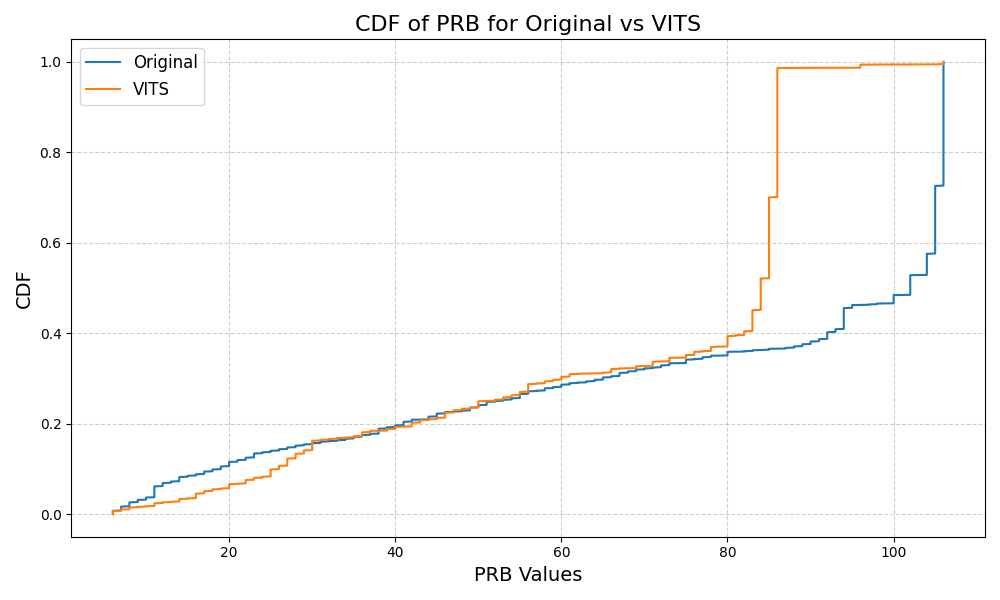 CDF of PRB for Original vs VITS
Original
VITS
CDF
1.0
0.8
0.6
0.4
0.2
0.0
20 40 60 80 100
PRB Values